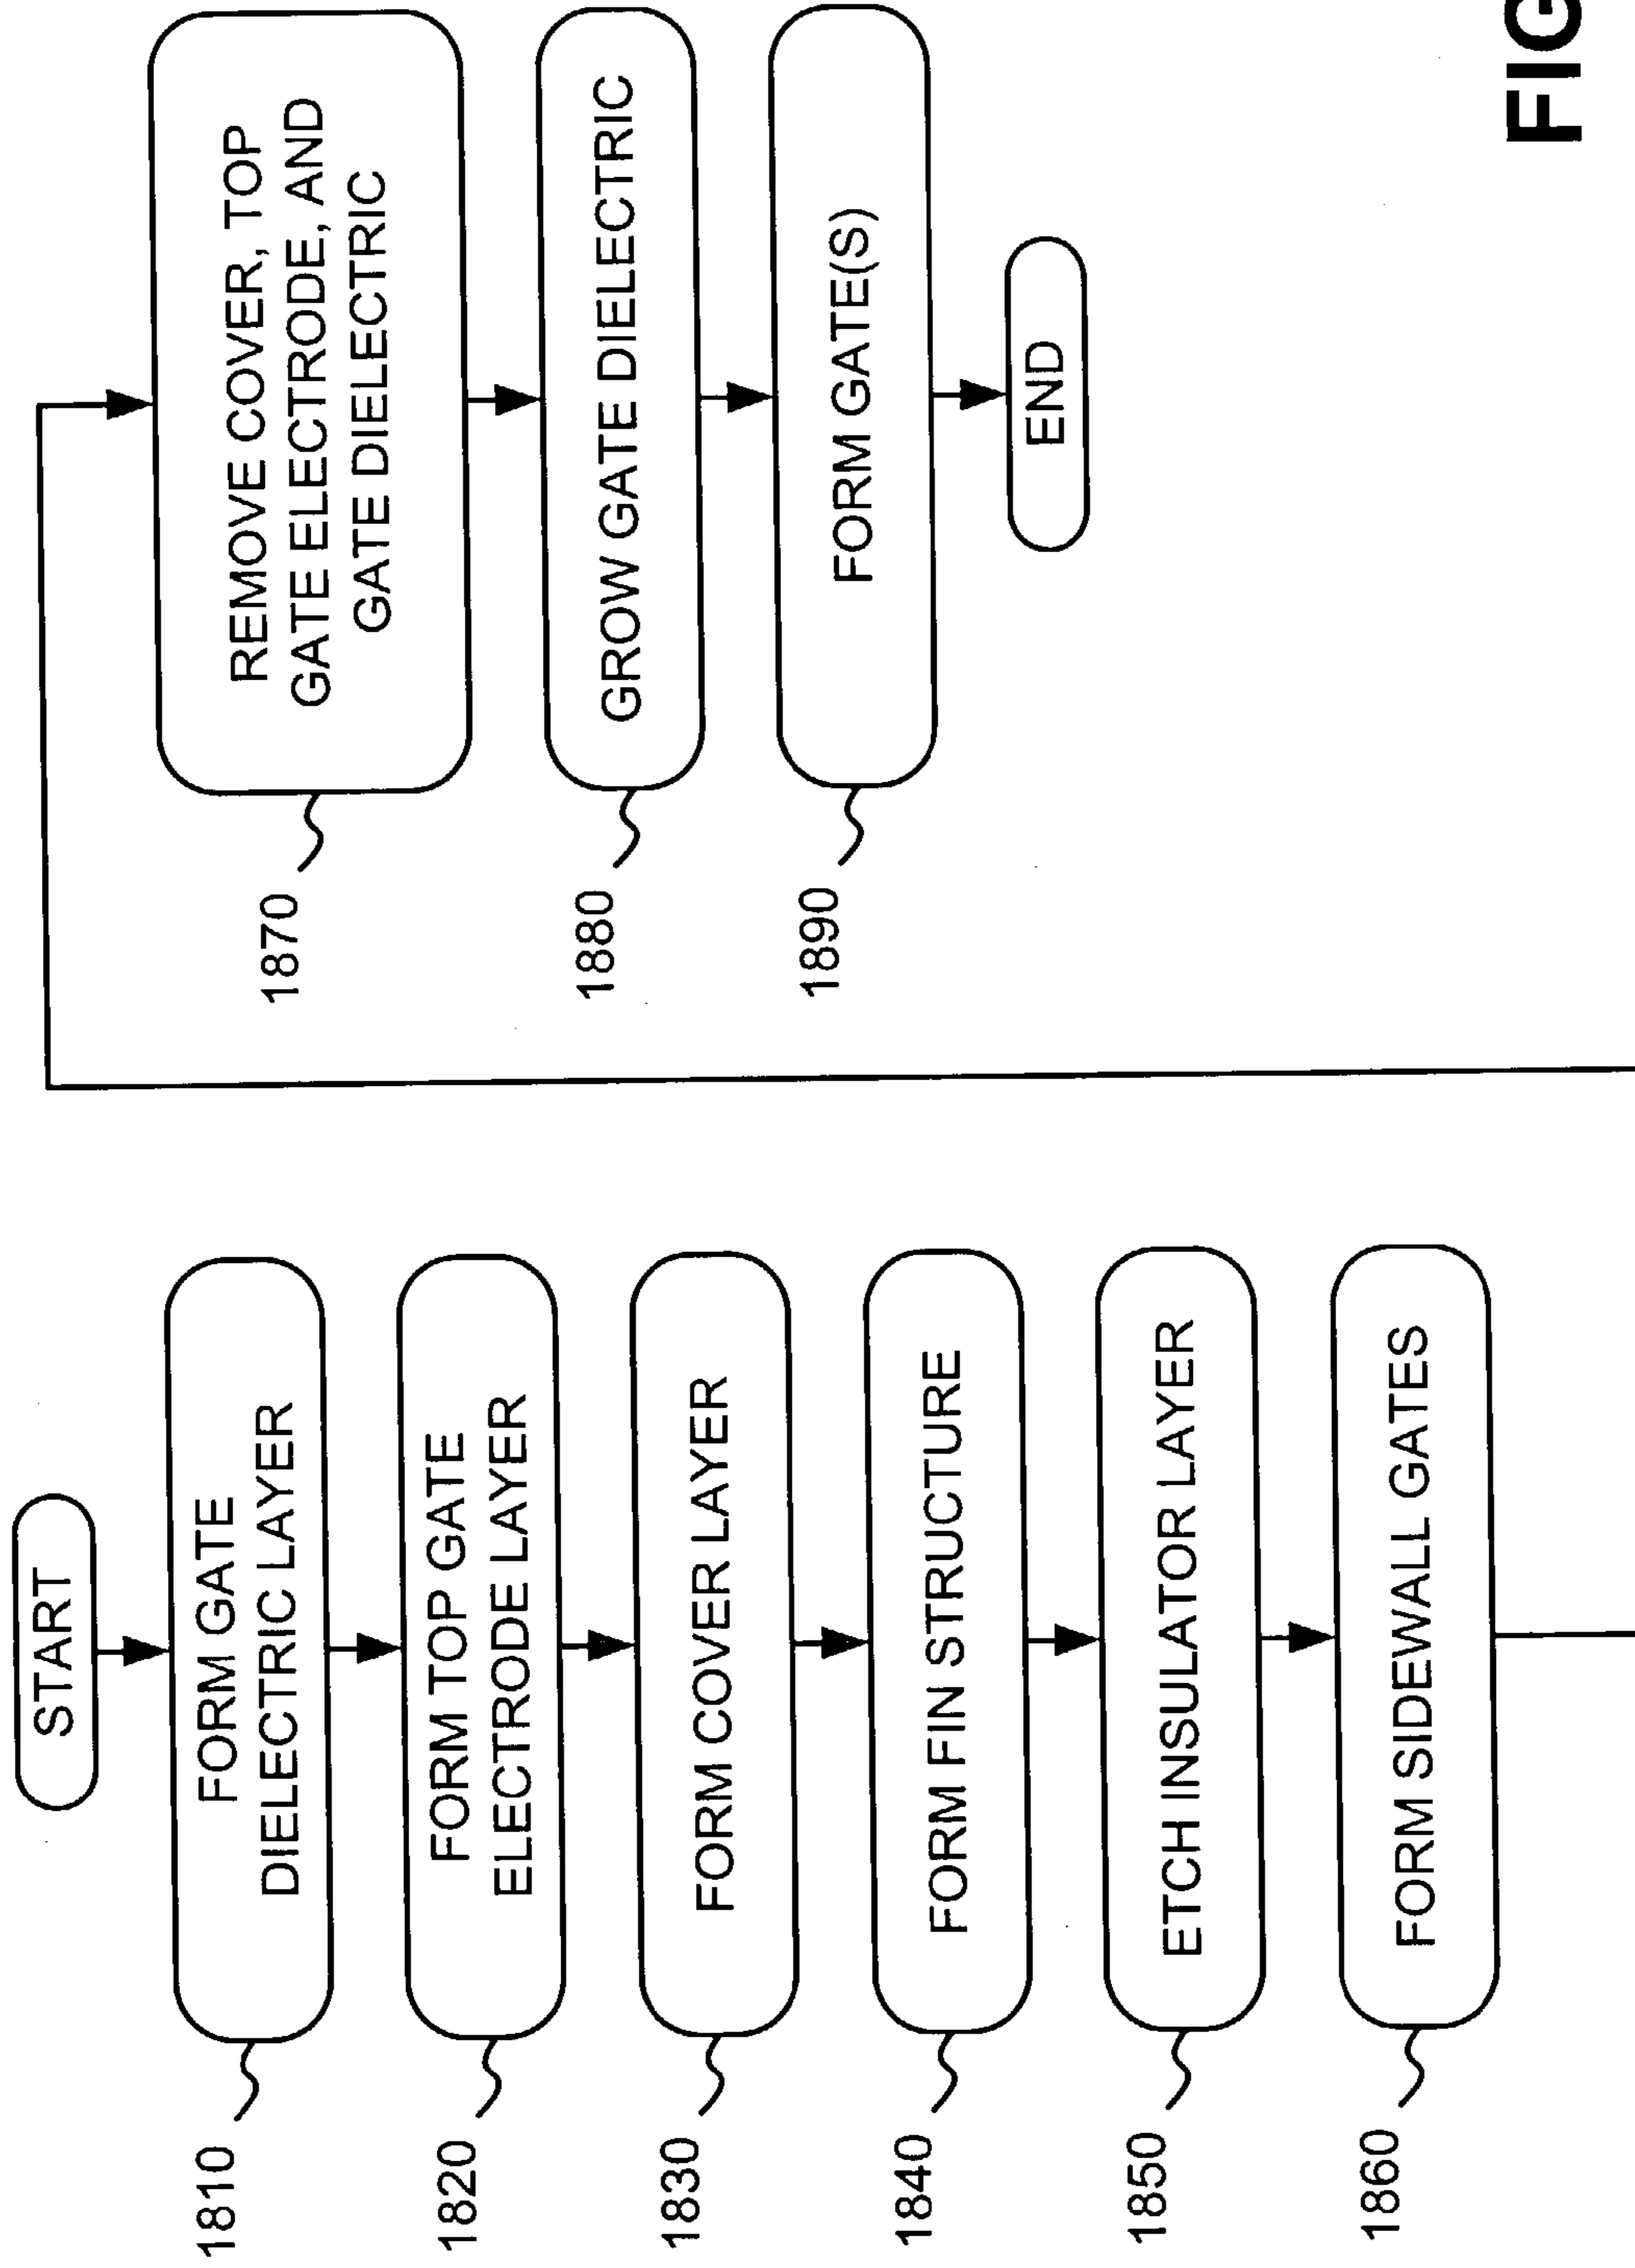 START
FORM GATE
DIELECTRIC LAYER
1810
FORM TOP GATE
ELECTRODE LAYER
1820
FORM COVER LAYER
1830
FORM FIN STRUCTURE
1840
ETCH INSULATOR LAYER
1850
FORM SIDEWALL GATES
1860
REMOVE COVER, TOP
GATE ELECTRODE, AND
GATE DIELECTRIC
1870
GROW GATE DIELECTRIC
1880
FORM GATE(S)
1890
END
FIG